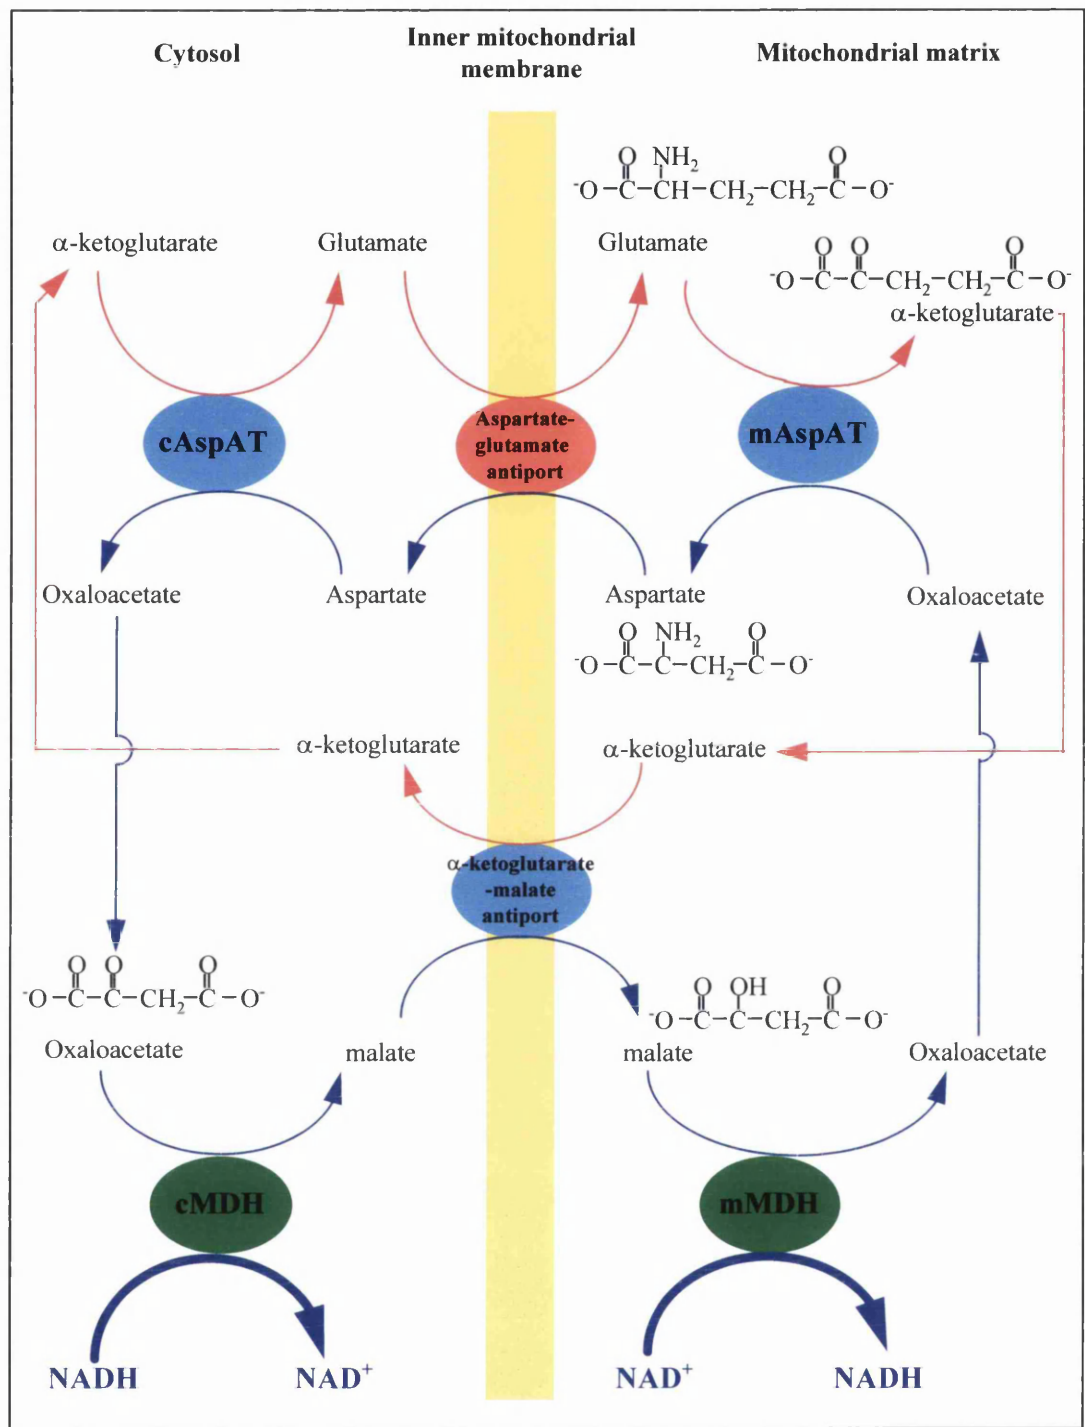 Cytosol
Inner mitochondrial
membrane
Mitochondrial matrix
O NH₂ O
⁻O–C–CH–CH₂–CH₂–C–O⁻
α-ketoglutarate
Glutamate
Glutamate
O O O
⁻O–C–C–CH₂–CH₂–C–O⁻
α-ketoglutarate
cAspAT
Aspartate-
glutamate
antiport
mAspAT
Oxaloacetate
Aspartate
Aspartate
Oxaloacetate
O NH₂ O
⁻O–C–C–CH₂–C–O⁻
α-ketoglutarate
α-ketoglutarate
α-ketoglutarate
-malate
antiport
O O O
⁻O–C–C–CH₂–C–O⁻
O OH O
⁻O–C–C–CH₂–C–O⁻
Oxaloacetate
malate
malate
Oxaloacetate
cMDH
mMDH
NADH
NAD⁺
NAD⁺
NADH